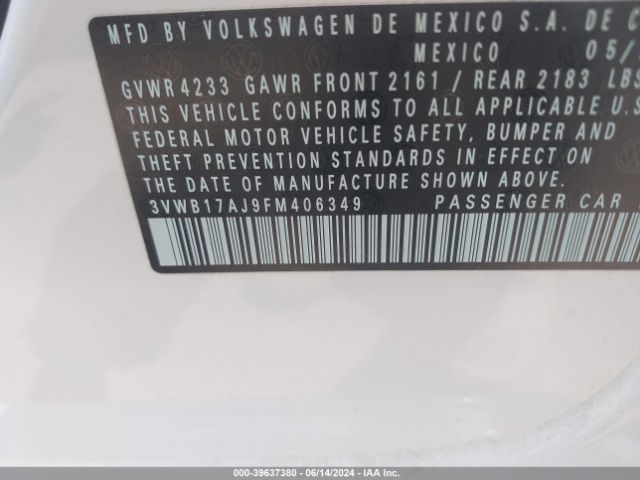 MFD BY VOLKSWAGEN DE MEXICO S.A. DE
MEXICO 05/
GVWR 4233 GAWR FRONT 2161 / REAR 2183 LBS
THIS VEHICLE CONFORMS TO ALL APPLICABLE U.S
FEDERAL MOTOR VEHICLE SAFETY, BUMPER AND
THEFT PREVENTION STANDARDS IN EFFECT ON
THE DATE OF MANUFACTURE SHOWN ABOVE.
3VWB17AJ9FM406349 PASSENGER CAR
000-39637380 - 06/14/2024 - IAA Inc.